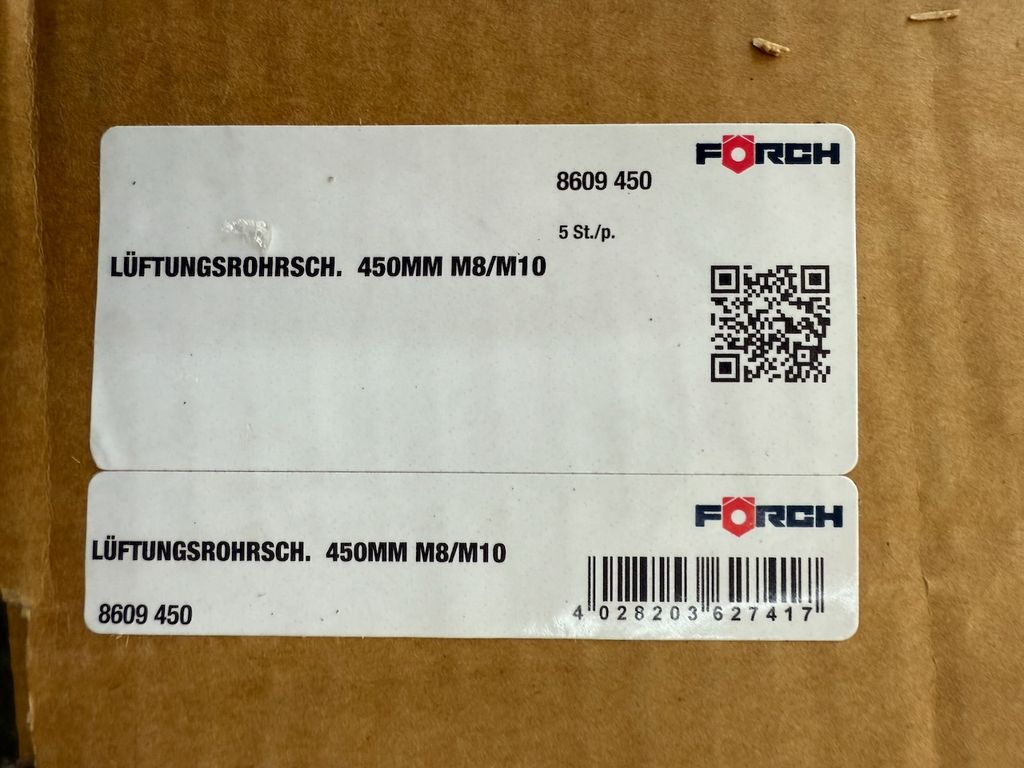 FÖRCH
8609 450
5 St./p.
LÜFTUNGSROHRSCH. 450MM M8/M10
FÖRCH
LÜFTUNGSROHRSCH. 450MM M8/M10
8609 450
4 028203 627417